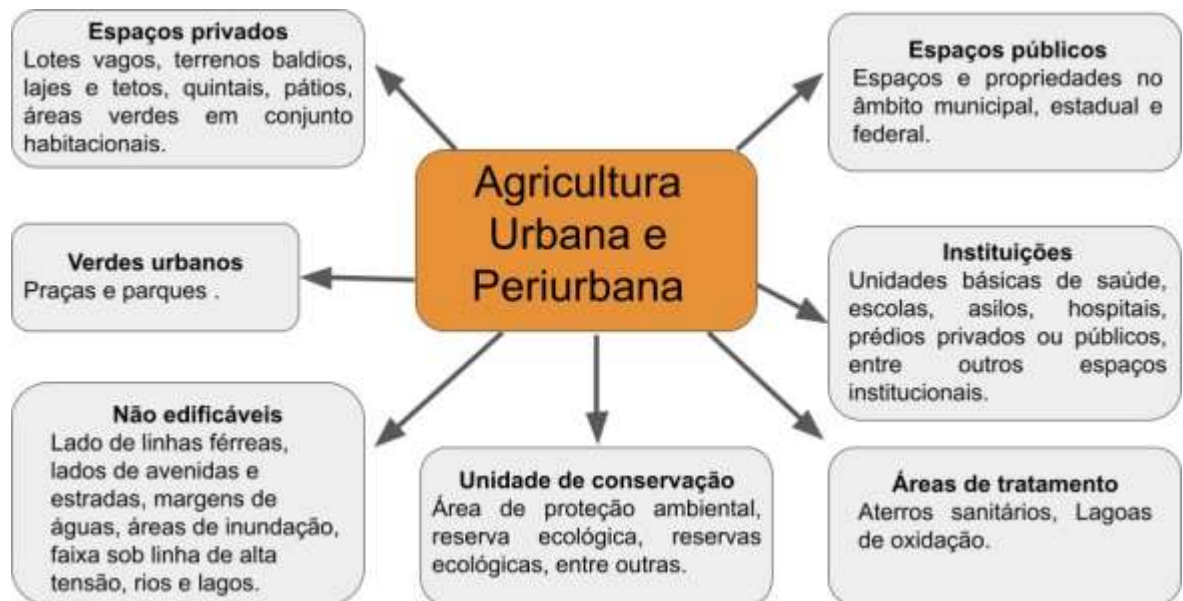 Espaços privados
Lotes vagos, terrenos baldios,
lajes e tetos, quintais, pátios,
áreas verdes em conjunto
habitacionais.
Espaços públicos
Espaços e propriedades no
âmbito municipal, estadual e
federal.
Agricultura
Urbana e
Periurbana
Verdes urbanos
Praças e parques .
Instituições
Unidades básicas de saúde,
escolas, asilos, hospitais,
prédios privados ou públicos,
entre outros espaços
institucionais.
Não edificáveis
Lado de linhas férreas,
lados de avenidas e
estradas, margens de
águas, áreas de inundação,
faixa sob linha de alta
tensão, rios e lagos.
Unidade de conservação
Área de proteção ambiental,
reserva ecológica, reservas
ecológicas, entre outras.
Áreas de tratamento
Aterros sanitários, Lagoas
de oxidação.